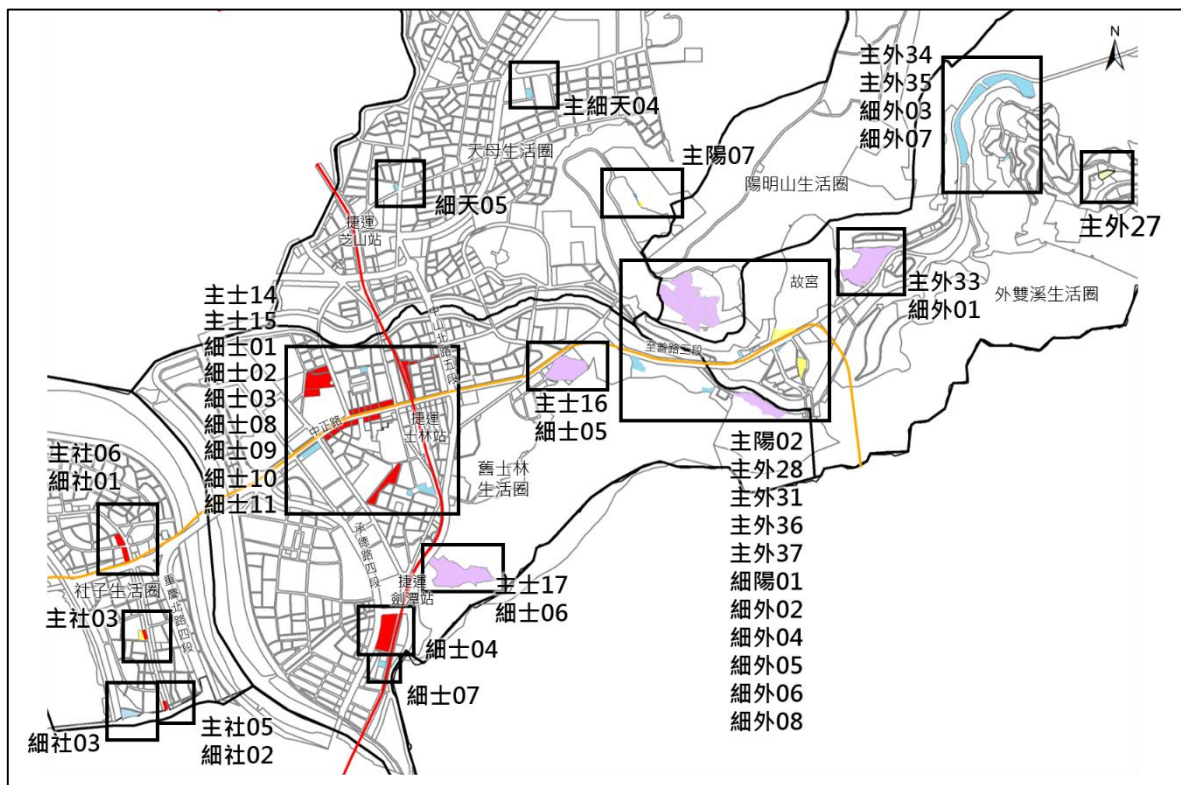 N
主外34
主外35
細外03
細外07
主細天04
天母生活圈
主陽07
陽明山生活圈
細天05
主外27
捷運
芝山站
主外33
細外01
外雙溪生活圈
故宮
主士14
主士15
細士01
細士02
細士03
細士08
細士09
細士10
細士11
中山北路五段
至善路二段
中正路
捷運
士林站
主士16
細士05
舊士林
生活圈
主陽02
主外28
主外31
主外36
主外37
細陽01
細外02
細外04
細外05
細外06
細外08
主社06
細社01
承德路四段
捷運
劍潭站
主士17
細士06
社子生活圈
重慶北路四段
主社03
細士04
細士07
細社03
主社05
細社02